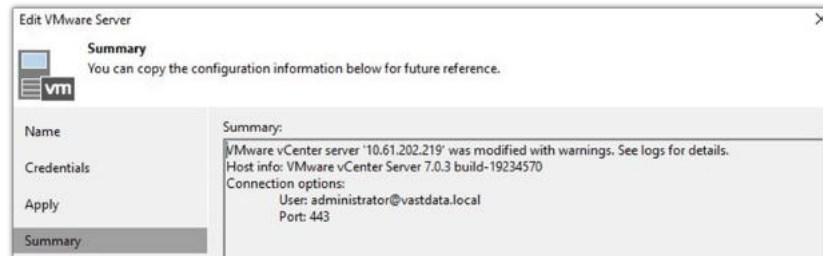 Edit VMware Server
Summary
You can copy the configuration information below for future reference.
vm
Name
Credentials
Apply
Summary
Summary:
VMware vCenter server '10.61.202.219' was modified with warnings. See logs for details.
Host info: VMware vCenter Server 7.0.3 build-19234570
Connection options:
User: administrator@vastdata.local
Port: 443